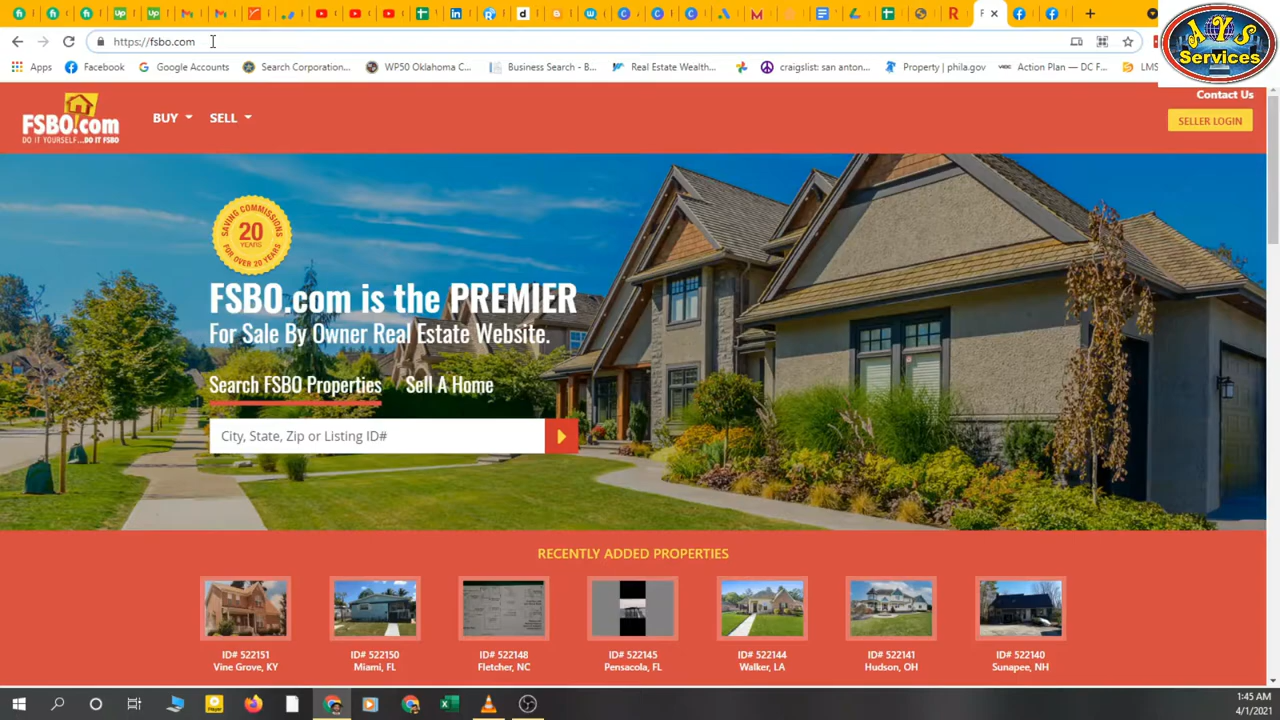 https://fsbo.com
Apps
Facebook
Google Accounts
Search Corporation...
WP50 Oklahoma C...
Business Search - B...
Real Estate Wealth...
craigslist: san anton...
Property | phila.gov
Action Plan — DC F...
LMS
A Y S
Services
FSBO.com
DO IT YOURSELF...DO IT FSBO
BUY
SELL
Contact Us
SELLER LOGIN
SAVING COMMISSIONS
20
YEARS
FOR OVER 20 YEARS
FSBO.com is the PREMIER
For Sale By Owner Real Estate Website.
Search FSBO Properties
Sell A Home
City, State, Zip or Listing ID#
RECENTLY ADDED PROPERTIES
ID# 522151
Vine Grove, KY
ID# 522150
Miami, FL
ID# 522148
Fletcher, NC
ID# 522145
Pensacola, FL
ID# 522144
Walker, LA
ID# 522141
Hudson, OH
ID# 522140
Sunapee, NH
1:45 AM
4/1/2021